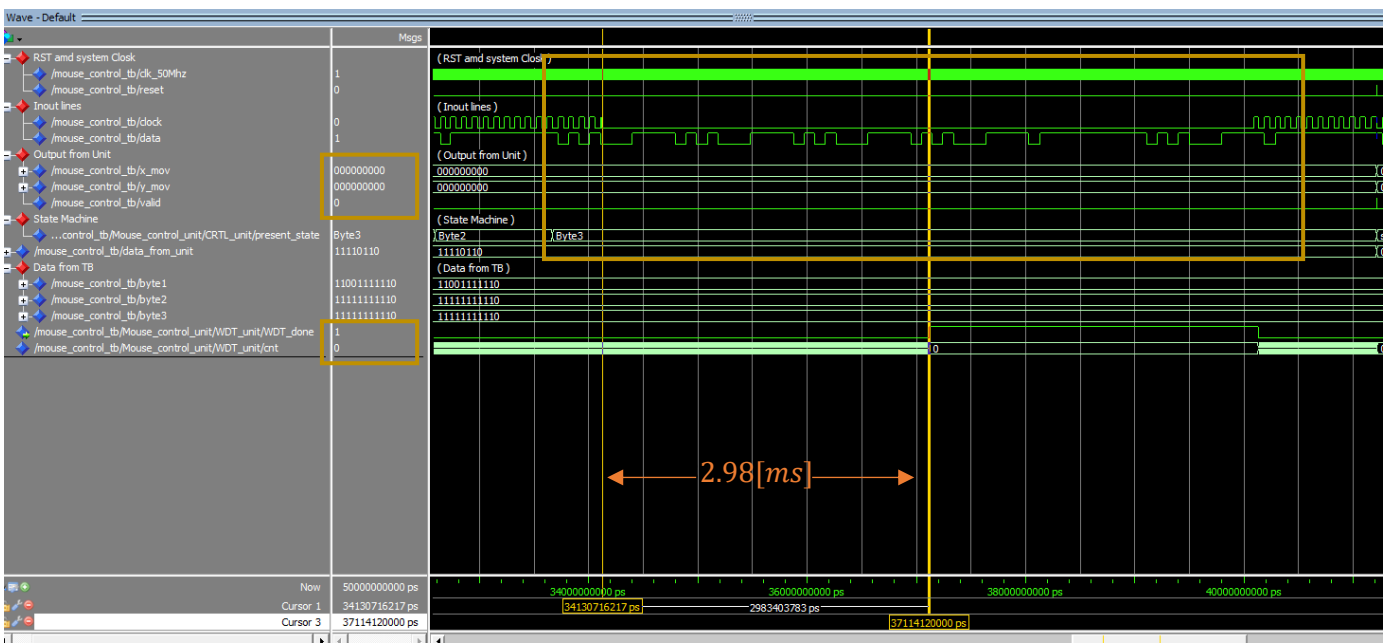 Wave - Default
Msgs
RST amd system Closk
(RST amd system Closk)
/mouse_control_tb/clk_50Mhz 1
/mouse_control_tb/reset 0
Inout lines
(Inout lines)
/mouse_control_tb/clock 0
/mouse_control_tb/data 1
Output from Unit
(Output from Unit)
/mouse_control_tb/x_mov 000000000 000000000
/mouse_control_tb/y_mov 000000000 000000000
/mouse_control_tb/valid 0
State Machine
(State Machine)
...control_tb/Mouse_control_unit/CRTL_unit/present_state Byte3 Byte2 Byte3
/mouse_control_tb/data_from_unit 11110110 11110110
Data from TB
(Data from TB)
/mouse_control_tb/byte1 11001111110 11001111110
/mouse_control_tb/byte2 11111111110 11111111110
/mouse_control_tb/byte3 11111111110 11111111110
/mouse_control_tb/Mouse_control_unit/WDT_unit/WDT_done 1
/mouse_control_tb/Mouse_control_unit/WDT_unit/cnt 0 0
2.98[ms]
Now 50000000000 ps 34000000000 ps 36000000000 ps 38000000000 ps 40000000000 ps
Cursor 1 34130716217 ps 34130716217 ps 2983403783 ps
Cursor 3 37114120000 ps 37114120000 ps